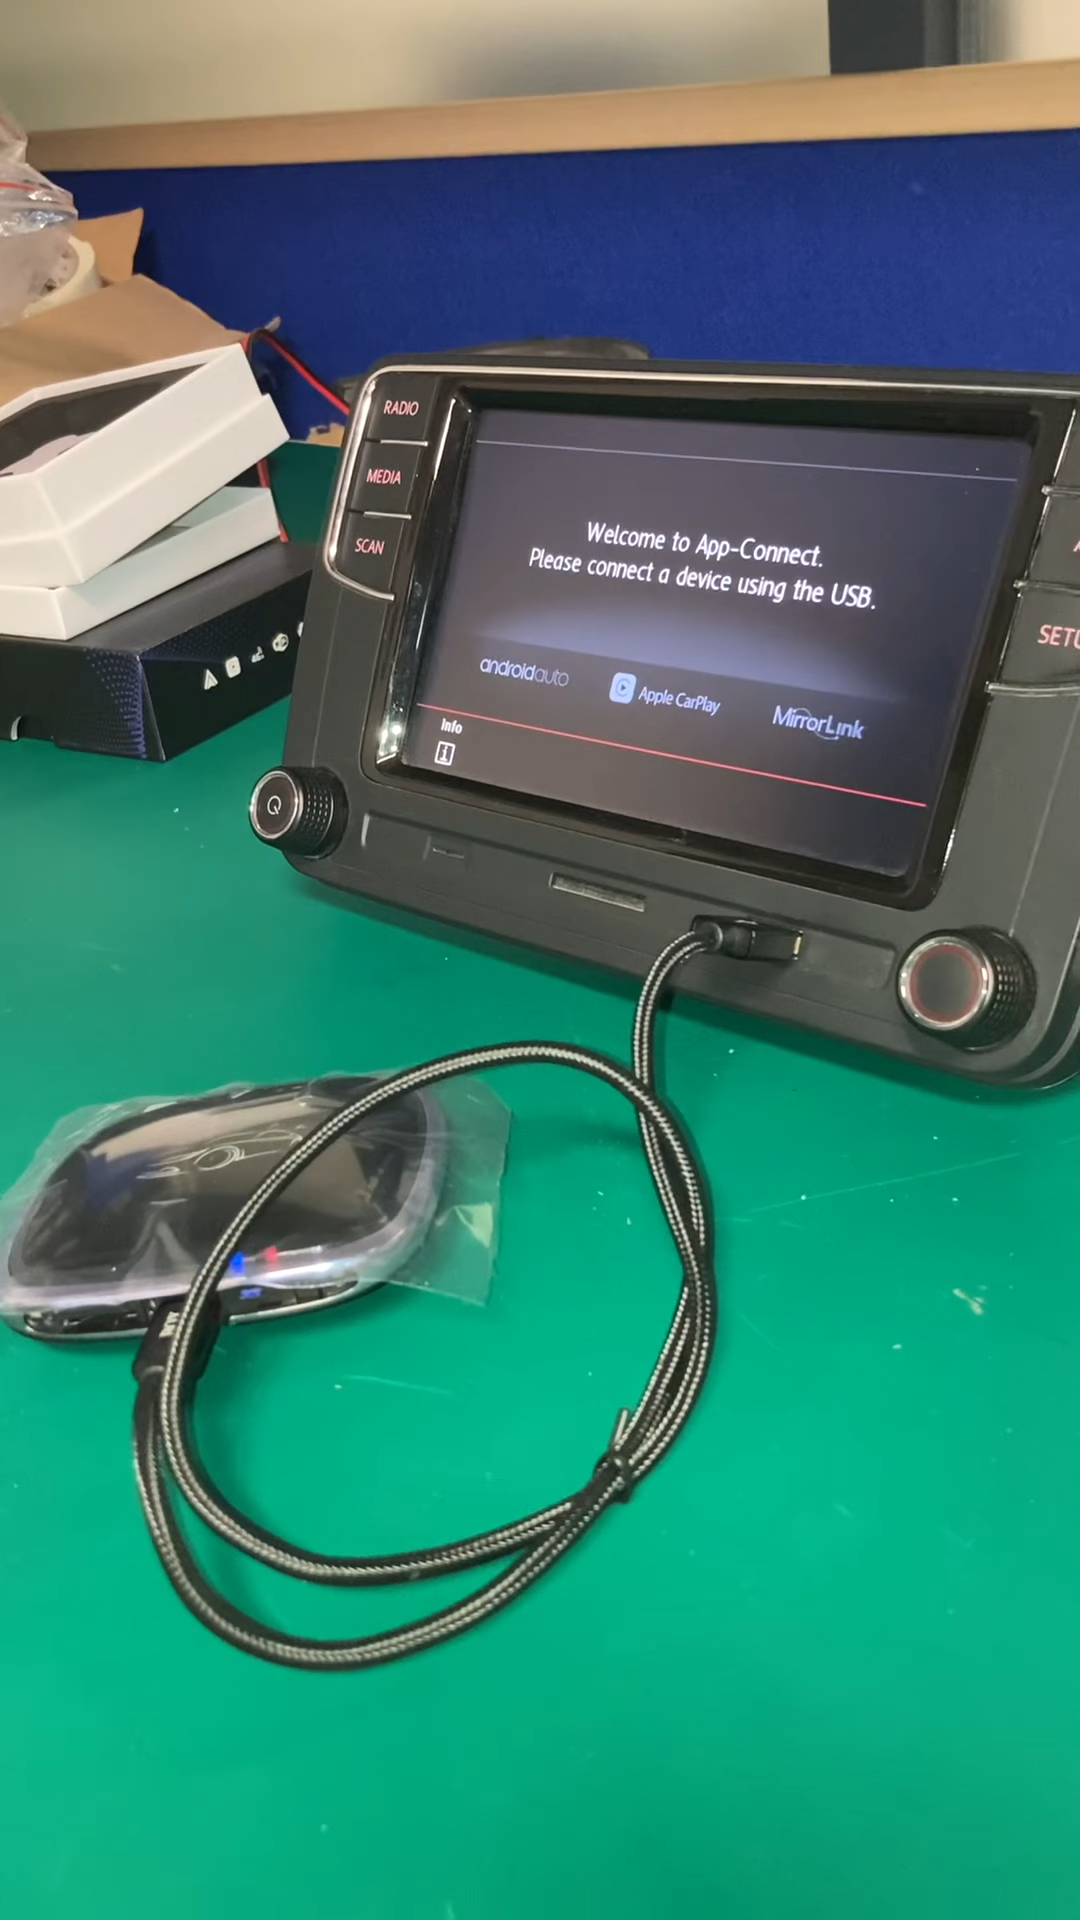 RADIO
MEDIA
SCAN
SETU
Welcome to App-Connect.
Please connect a device using the USB.
androidauto
Apple CarPlay
MirrorLink
Info
i